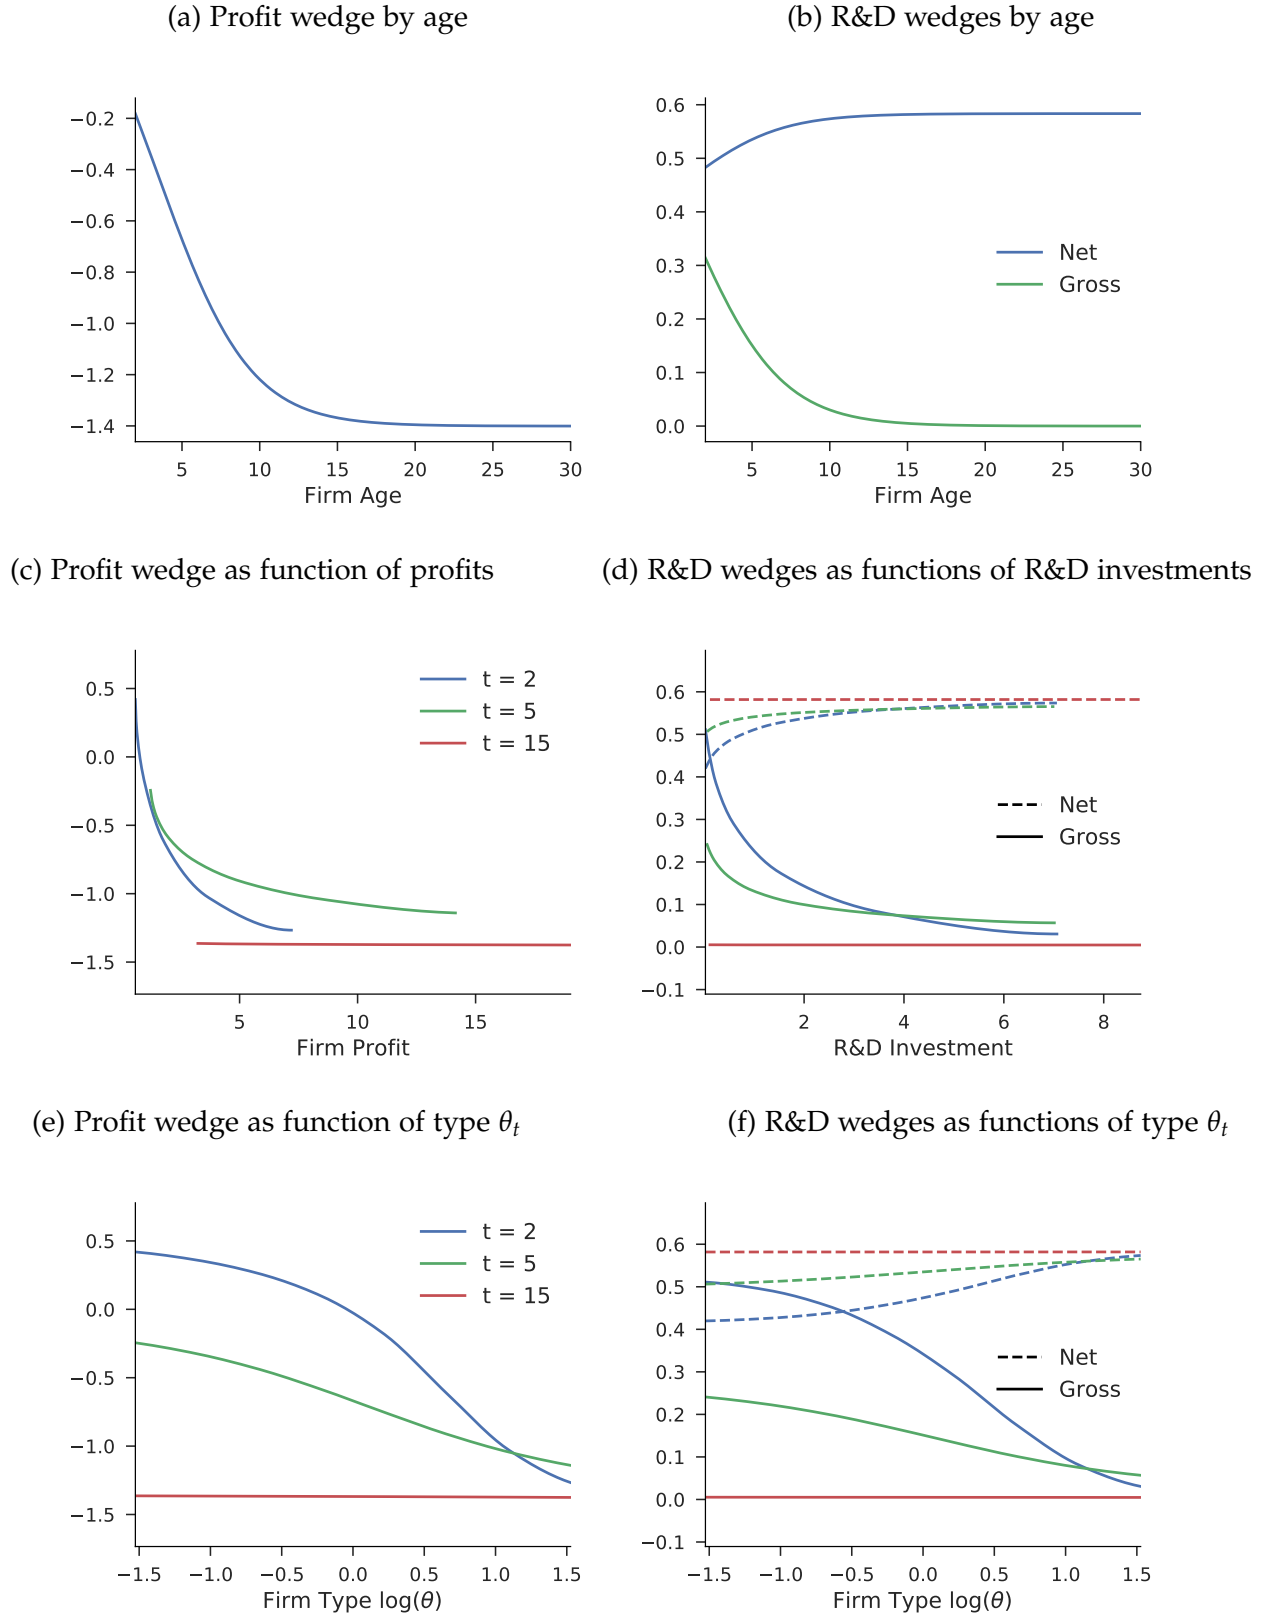 (a) Profit wedge by age
−0.2
−0.4
−0.6
−0.8
−1.0
−1.2
−1.4
5 10 15 20 25 30
Firm Age
(b) R&D wedges by age
0.6
0.5
0.4
0.3
0.2
0.1
0.0
Net
Gross
5 10 15 20 25 30
Firm Age
(c) Profit wedge as function of profits
0.5
0.0
−0.5
−1.0
−1.5
t = 2
t = 5
t = 15
5 10 15
Firm Profit
(d) R&D wedges as functions of R&D investments
0.6
0.5
0.4
0.3
0.2
0.1
0.0
−0.1
Net
Gross
2 4 6 8
R&D Investment
(e) Profit wedge as function of type θt
0.5
0.0
−0.5
−1.0
−1.5
t = 2
t = 5
t = 15
−1.5 −1.0 −0.5 0.0 0.5 1.0 1.5
Firm Type log(θ)
(f) R&D wedges as functions of type θt
0.6
0.5
0.4
0.3
0.2
0.1
0.0
−0.1
Net
Gross
−1.5 −1.0 −0.5 0.0 0.5 1.0 1.5
Firm Type log(θ)